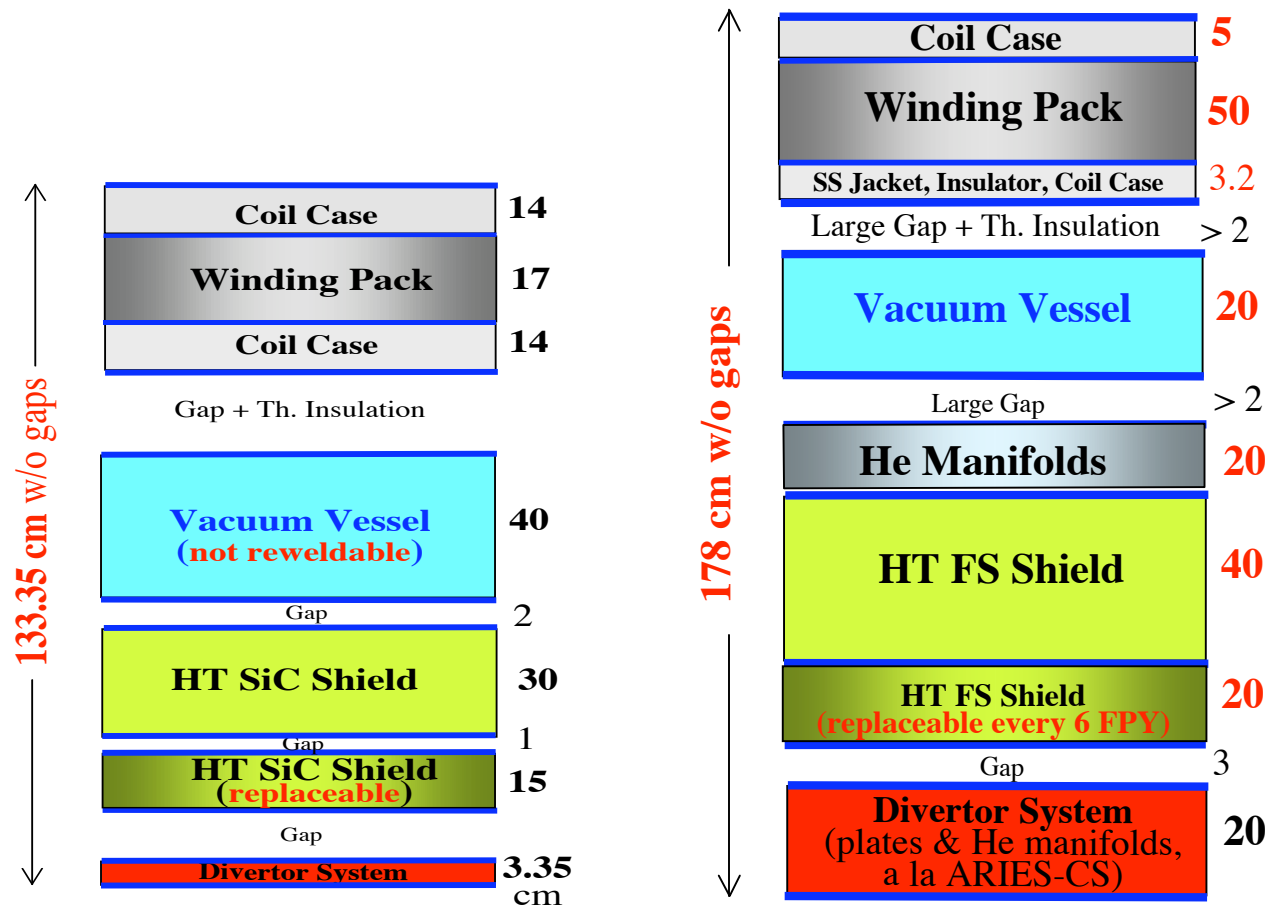 133.35 cm w/o gaps
Coil Case 14
Winding Pack 17
Coil Case 14
Gap + Th. Insulation
Vacuum Vessel
(not reweldable)
40
Gap 2
HT SiC Shield 30
Gap 1
HT SiC Shield
(replaceable)
15
Gap
Divertor System 3.35
cm
178 cm w/o gaps
Coil Case 5
Winding Pack 50
SS Jacket, Insulator, Coil Case 3.2
Large Gap + Th. Insulation > 2
Vacuum Vessel 20
Large Gap > 2
He Manifolds 20
HT FS Shield 40
HT FS Shield
(replaceable every 6 FPY)
20
Gap 3
Divertor System
(plates & He manifolds,
a la ARIES-CS)
20